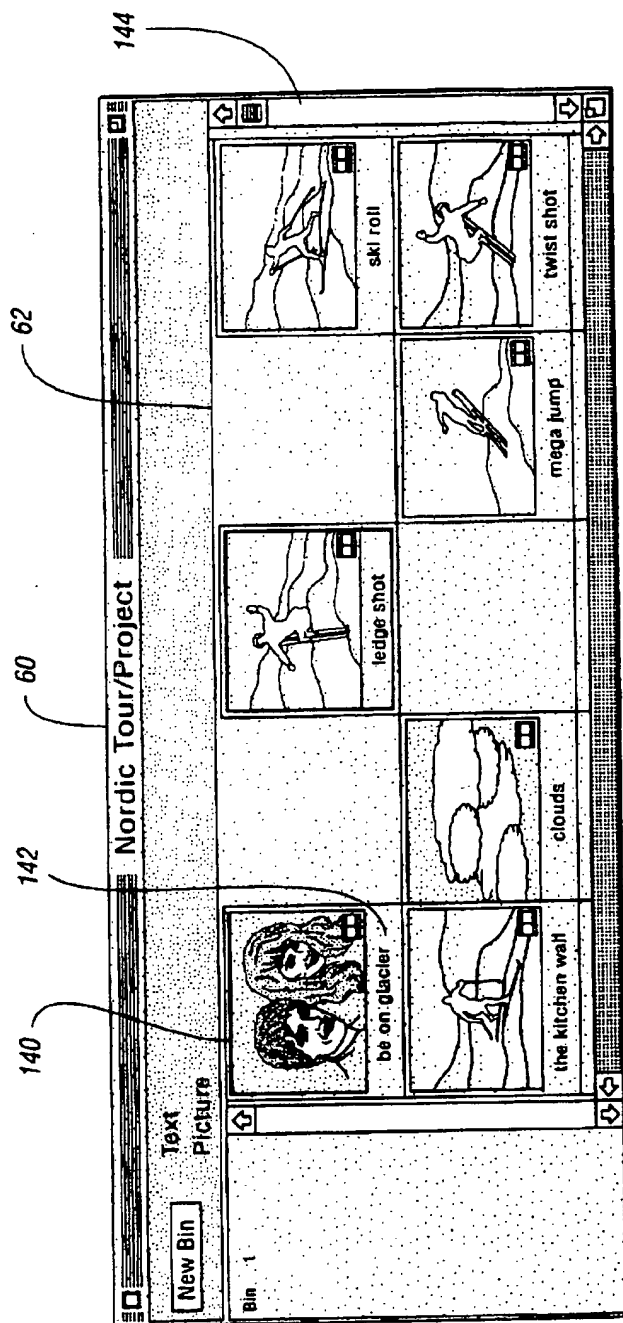 60
62
140
142
144
Nordic Tour/Project
New Bin
Text
Picture
Bin 1
be on glacier
ledge shot
ski roll
the kitchen wall
clouds
mega jump
twist shot